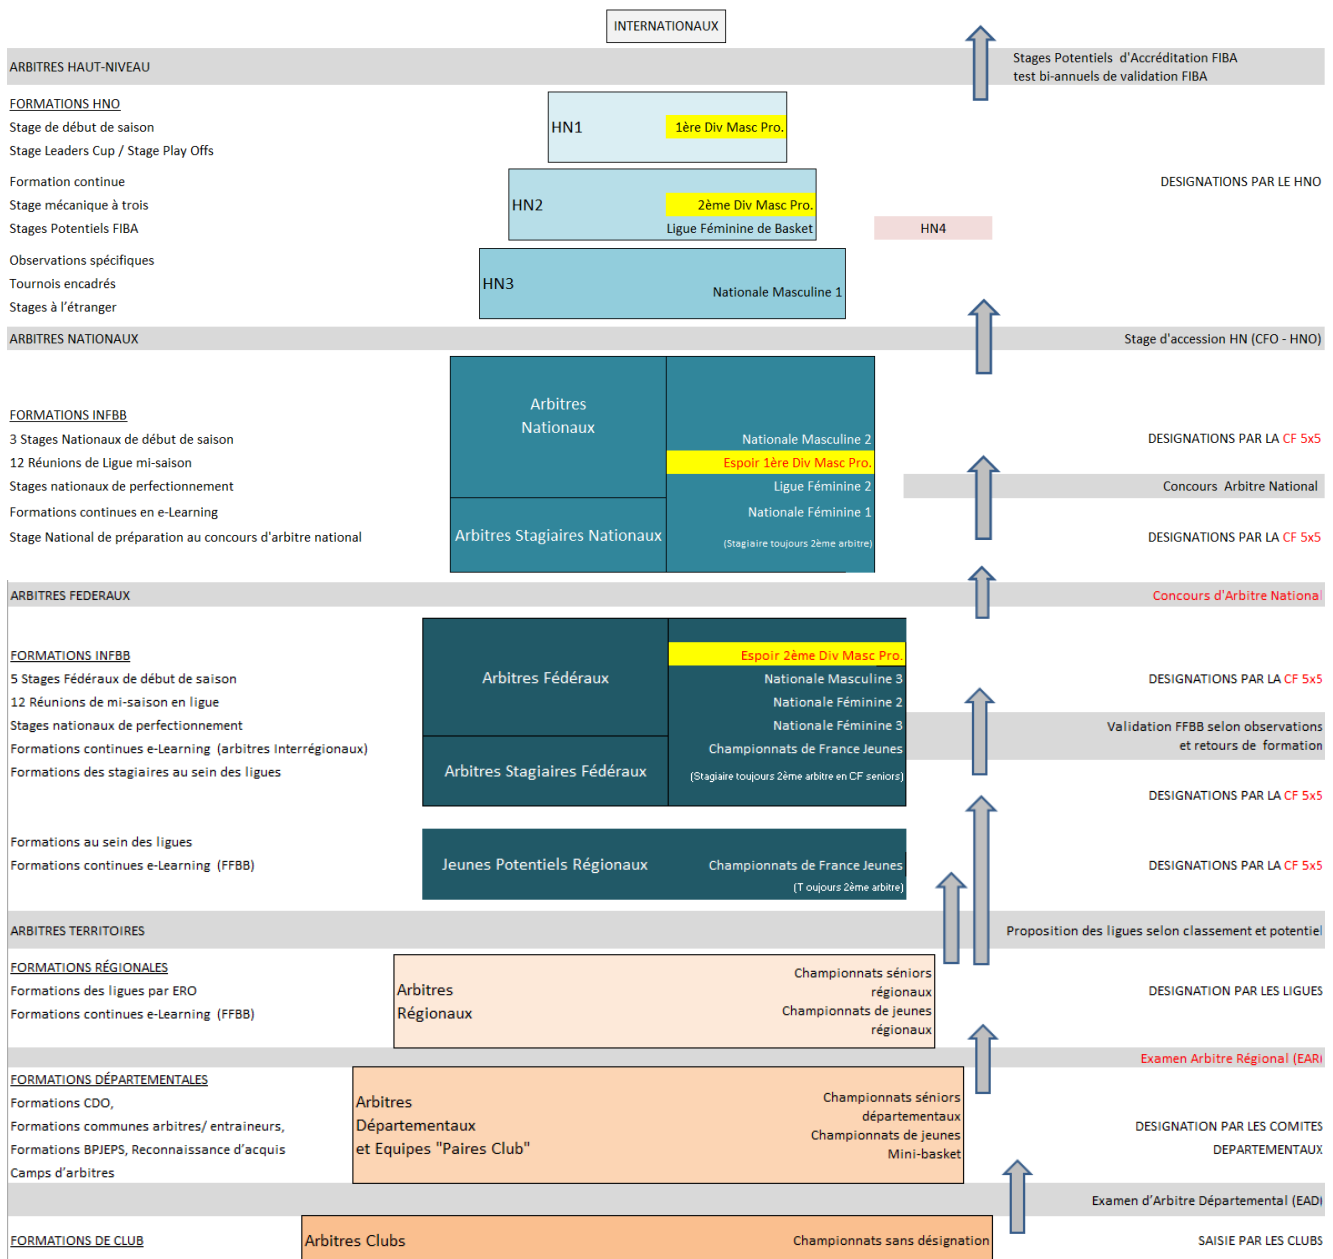 INTERNATIONAUX
ARBITRES HAUT-NIVEAU
Stages Potentiels d'Accréditation FIBA
test bi-annuels de validation FIBA
FORMATIONS HNO
Stage de début de saison
HN1
1ère Div Masc Pro.
Stage Leaders Cup / Stage Play Offs
Formation continue
DESIGNATIONS PAR LE HNO
Stage mécanique à trois
HN2
2ème Div Masc Pro.
Stages Potentiels FIBA
Ligue Féminine de Basket
HN4
Observations spécifiques
Tournois encadrés
HN3
Nationale Masculine 1
Stages à l'étranger
ARBITRES NATIONAUX
Stage d'accession HN (CFO - HNO)
Arbitres
Nationaux
FORMATIONS INFBB
3 Stages Nationaux de début de saison
Nationale Masculine 2
DESIGNATIONS PAR LA CF 5x5
12 Réunions de Ligue mi-saison
Espoir 1ère Div Masc Pro.
Stages nationaux de perfectionnement
Ligue Féminine 2
Concours Arbitre National
Formations continues en e-Learning
Nationale Féminine 1
Stage National de préparation au concours d'arbitre national
Arbitres Stagiaires Nationaux
(Stagiaire toujours 2ème arbitre)
DESIGNATIONS PAR LA CF 5x5
ARBITRES FEDERAUX
Concours d'Arbitre National
FORMATIONS INFBB
Espoir 2ème Div Masc Pro.
5 Stages Fédéraux de début de saison
Arbitres Fédéraux
Nationale Masculine 3
DESIGNATIONS PAR LA CF 5x5
12 Réunions de mi-saison en ligue
Nationale Féminine 2
Stages nationaux de perfectionnement
Nationale Féminine 3
Validation FFBB selon observations
et retours de formation
Formations continues e-Learning (arbitres Interrégionaux)
Championnats de France Jeunes
Formations des stagiaires au sein des ligues
Arbitres Stagiaires Fédéraux
(Stagiaire toujours 2ème arbitre en CF seniors)
DESIGNATIONS PAR LA CF 5x5
Formations au sein des ligues
Formations continues e-Learning (FFBB)
Jeunes Potentiels Régionaux
Championnats de France Jeunes
(T oujours 2ème arbitre)
DESIGNATIONS PAR LA CF 5x5
ARBITRES TERRITOIRES
Proposition des ligues selon classement et potentiel
FORMATIONS RÉGIONALES
Formations des ligues par ERO
Formations continues e-Learning (FFBB)
Arbitres
Régionaux
Championnats séniors
régionaux
Championnats de jeunes
régionaux
DESIGNATION PAR LES LIGUES
Examen Arbitre Régional (EAR)
FORMATIONS DÉPARTEMENTALES
Formations CDO,
Formations communes arbitres/ entraineurs,
Formations BPJEPS, Reconnaissance d'acquis
Camps d'arbitres
Arbitres
Départementaux
et Equipes "Paires Club"
Championnats séniors
départementaux
Championnats de jeunes
Mini-basket
DESIGNATION PAR LES COMITES
DEPARTEMENTAUX
Examen d'Arbitre Départemental (EAD)
FORMATIONS DE CLUB
Arbitres Clubs
Championnats sans désignation
SAISIE PAR LES CLUBS